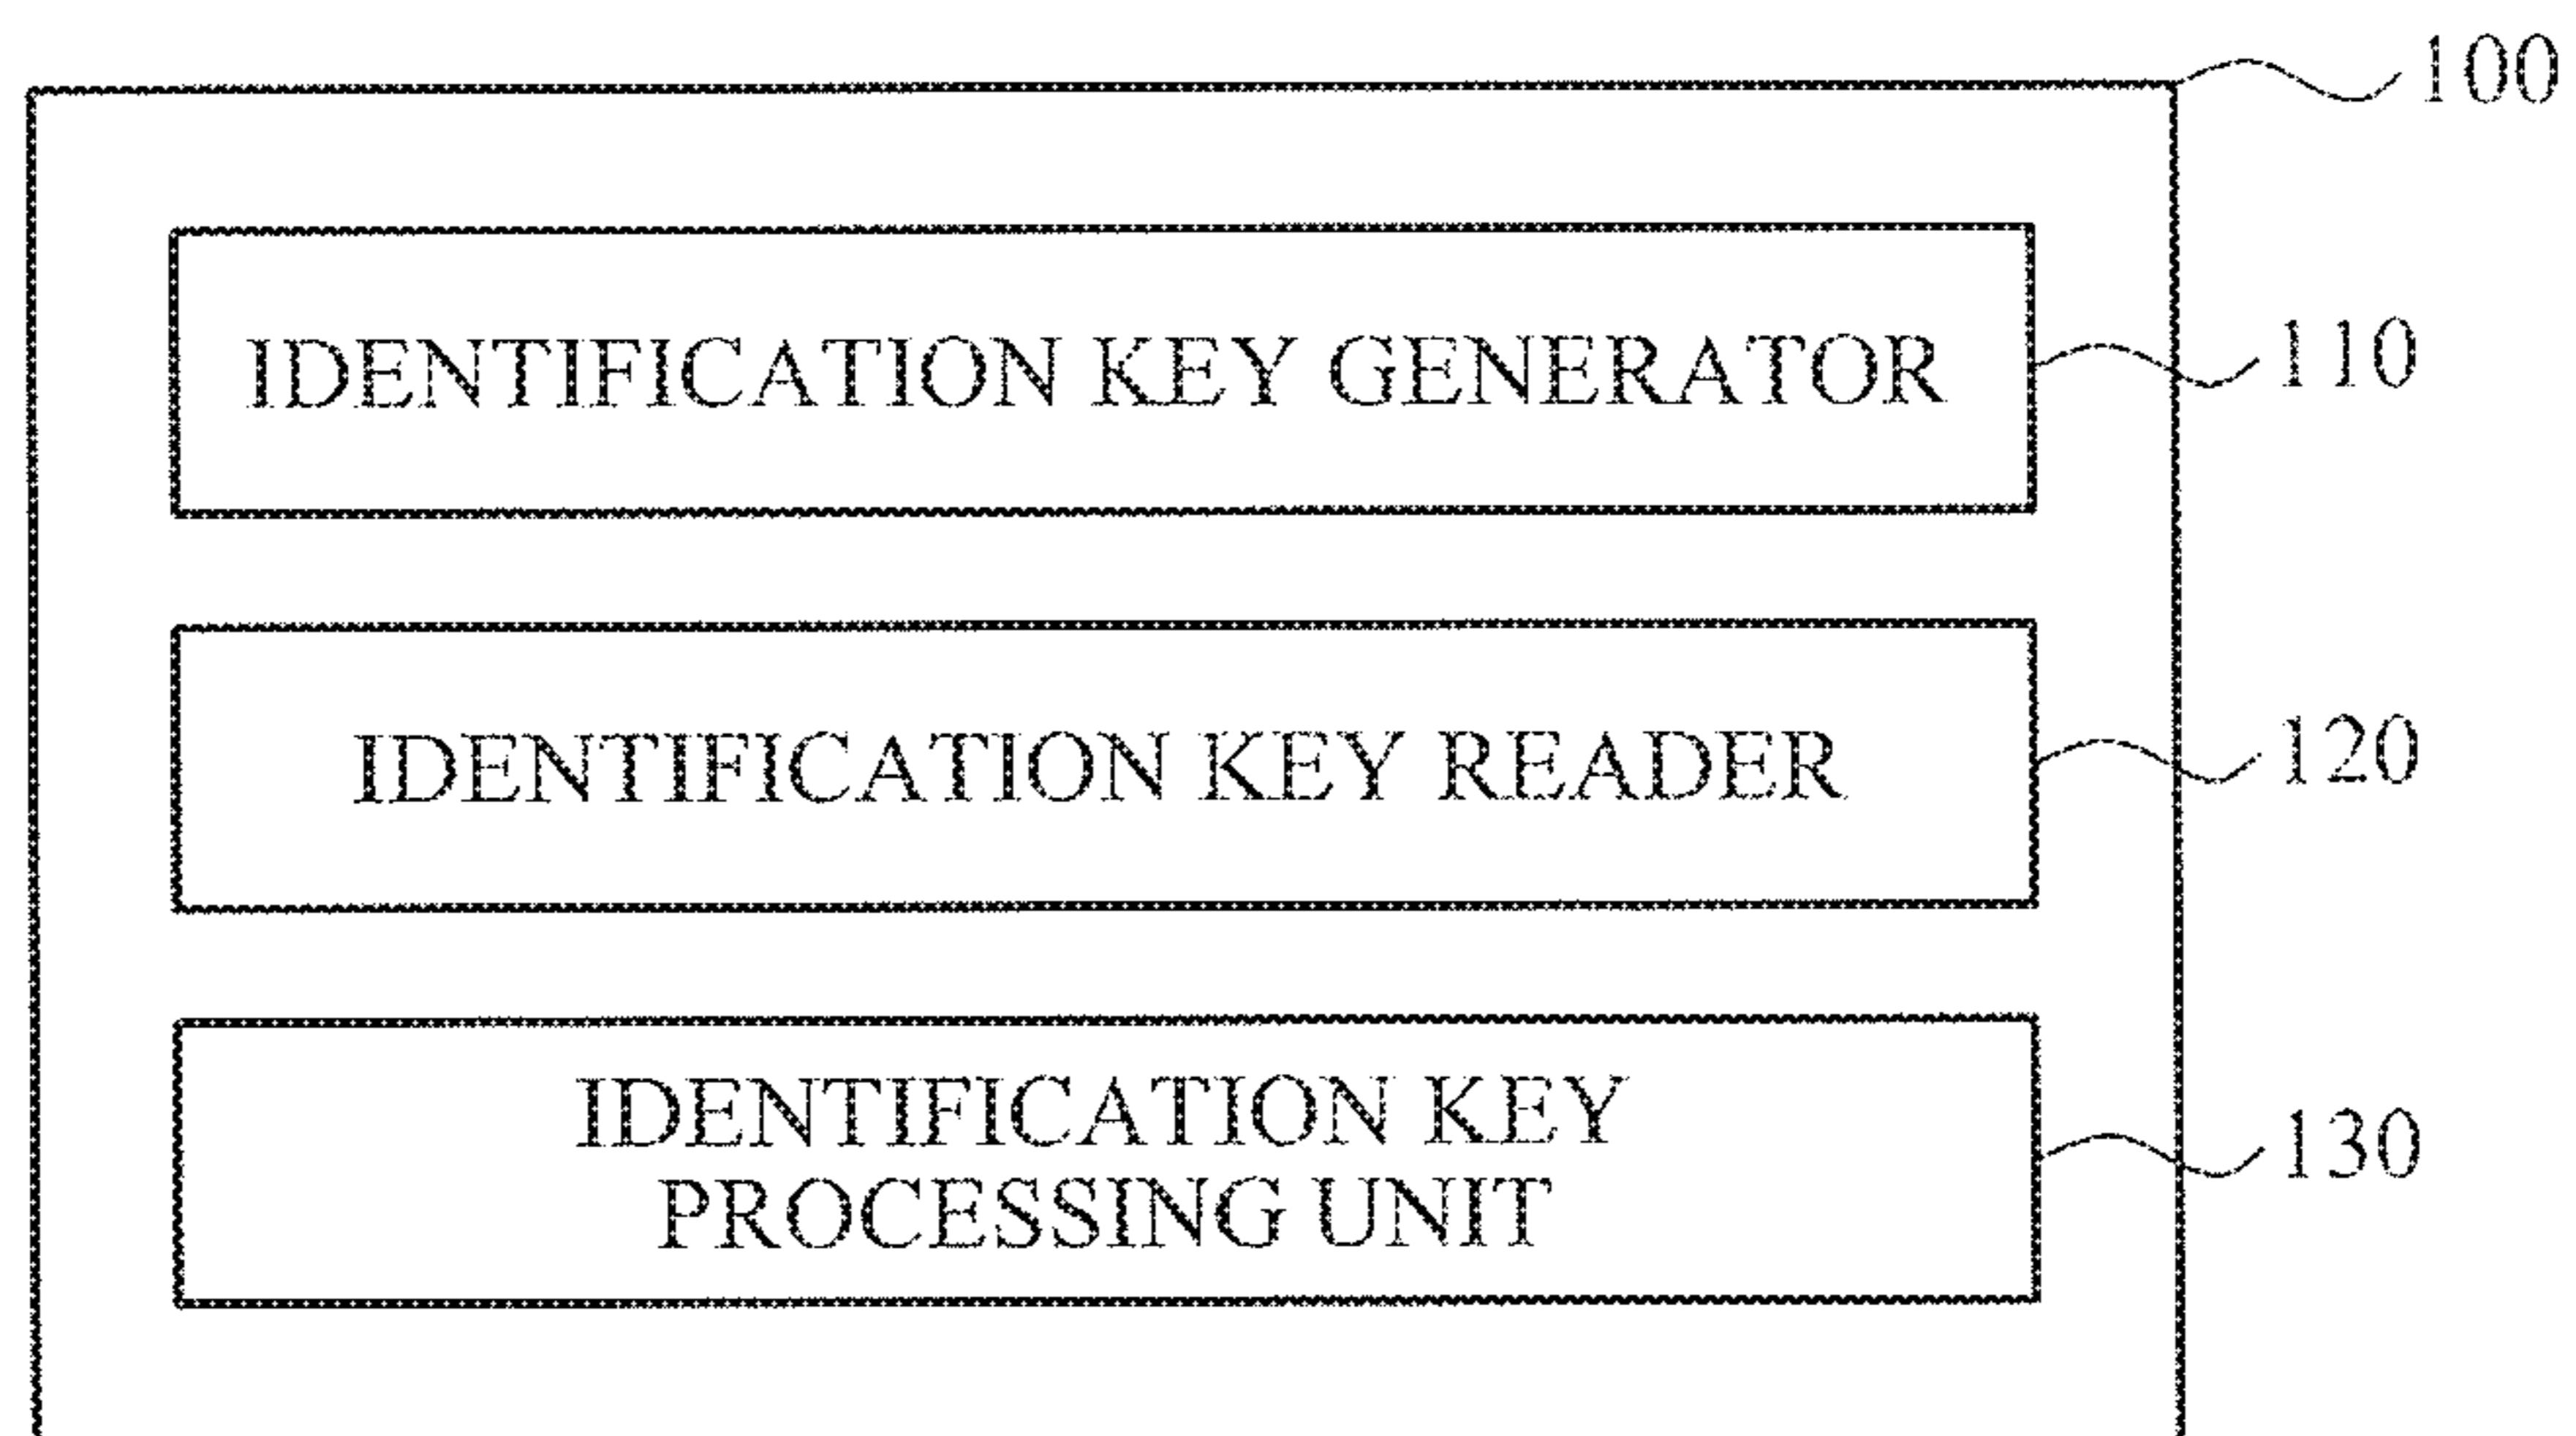 100
IDENTIFICATION KEY GENERATOR
110
IDENTIFICATION KEY READER
120
IDENTIFICATION KEY
PROCESSING UNIT
130